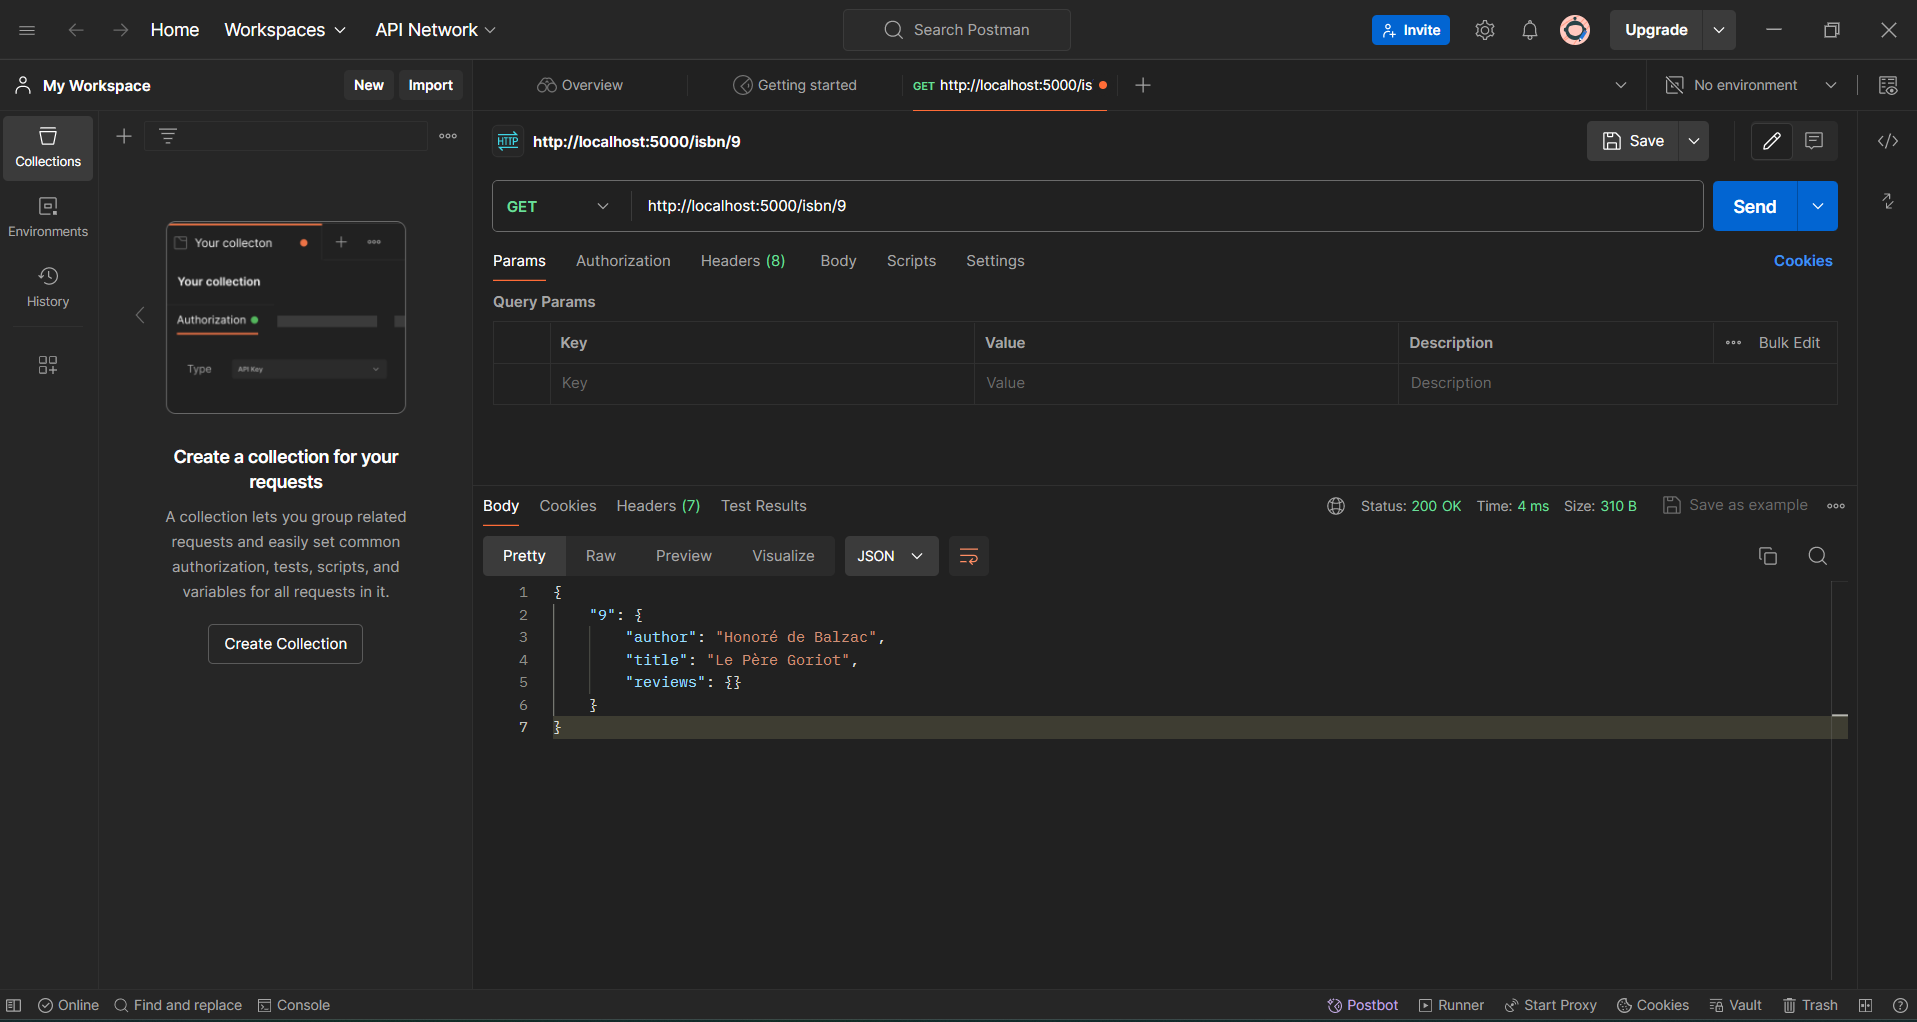 Home Workspaces API Network Search Postman Invite Upgrade
My Workspace New Import Overview Getting started GET http://localhost:5000/is No environment
Collections
Environments
History
Your collecton
Your collection
Authorization
Type API Key
Create a collection for your
requests
A collection lets you group related
requests and easily set common
authorization, tests, scripts, and
variables for all requests in it.
Create Collection
HTTP http://localhost:5000/isbn/9 Save
GET http://localhost:5000/isbn/9 Send
Params Authorization Headers (8) Body Scripts Settings Cookies
Query Params
Key Value Description Bulk Edit
Key Value Description
Body Cookies Headers (7) Test Results Status: 200 OK Time: 4 ms Size: 310 B Save as example
Pretty Raw Preview Visualize JSON
1 {
2 "9": {
3 "author": "Honoré de Balzac",
4 "title": "Le Père Goriot",
5 "reviews": {}
6 }
7 }
Online Find and replace Console Postbot Runner Start Proxy Cookies Vault Trash